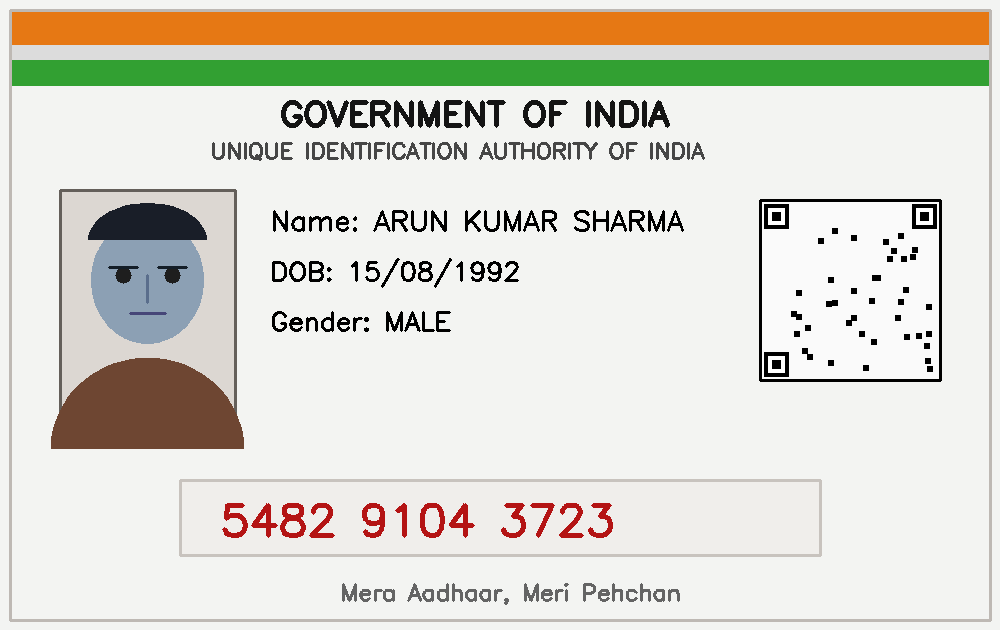 GOVERNMENT OF INDIA
UNIQUE IDENTIFICATION AUTHORITY OF INDIA
Name: ARUN KUMAR SHARMA
DOB: 15/08/1992
Gender: MALE
5482 9104 3723
Mera Aadhaar, Meri Pehchan